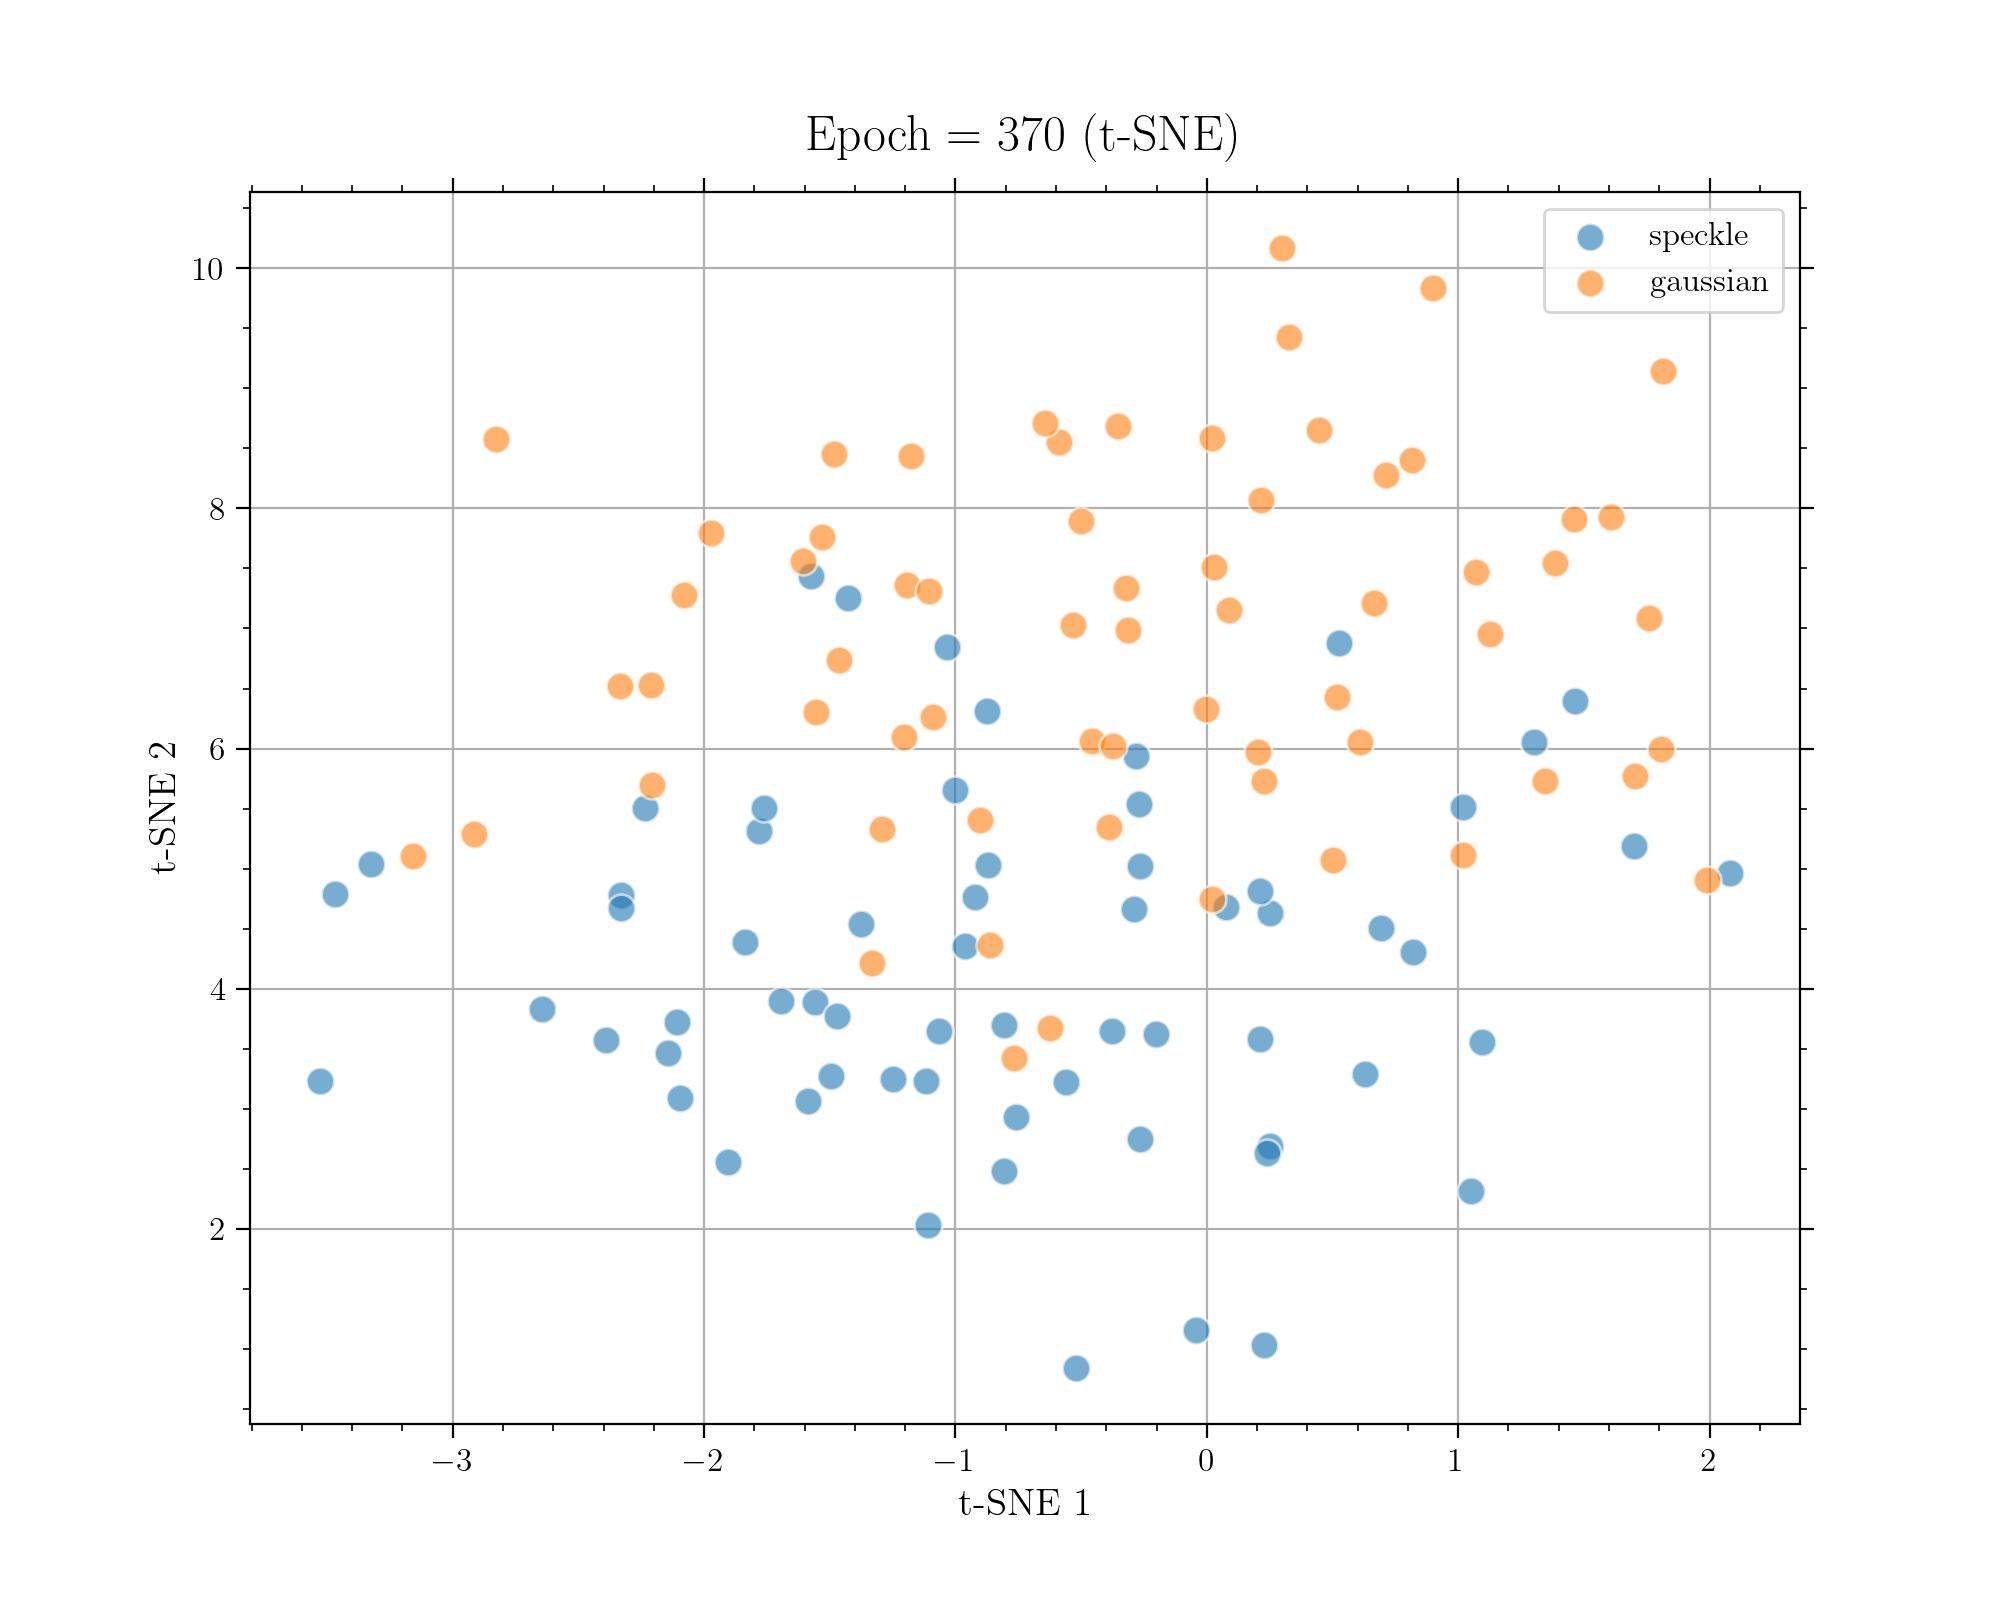 Epoch = 370 (t-SNE)
speckle
gaussian
10
8
6
4
2
t-SNE 2
−3
−2
−1
0
1
2
t-SNE 1